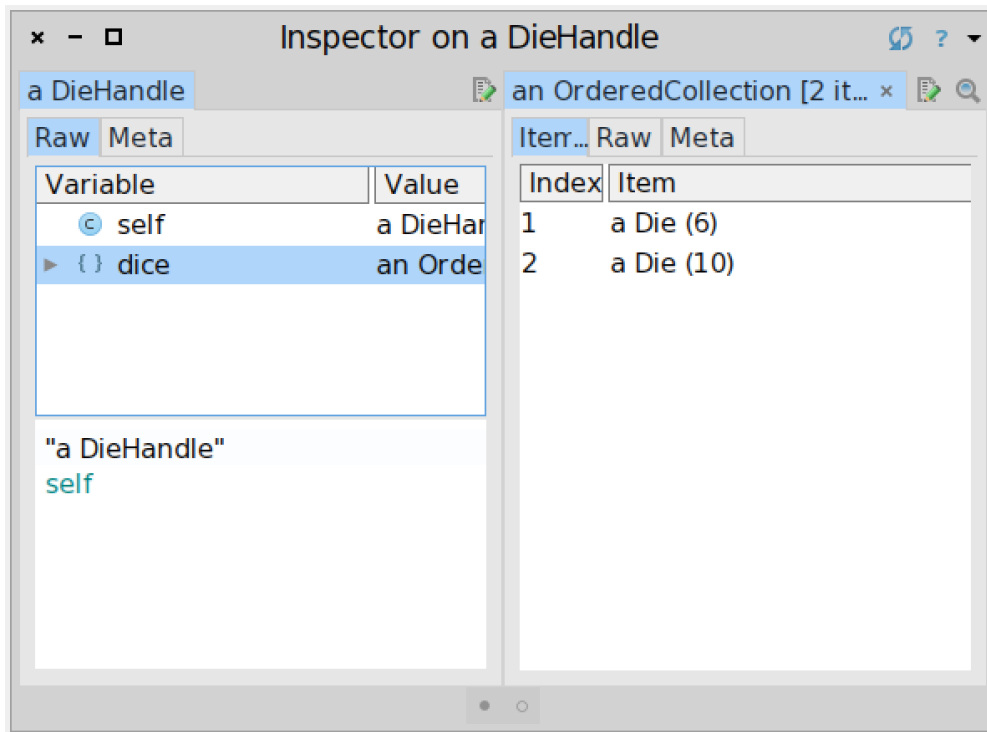 Inspector on a DieHandle ?
a DieHandle
Raw Meta
Variable Value
c self a DieHar
{ } dice an Orde
"a DieHandle"
self
an OrderedCollection [2 it... ×
Item... Raw Meta
Index Item
1 a Die (6)
2 a Die (10)